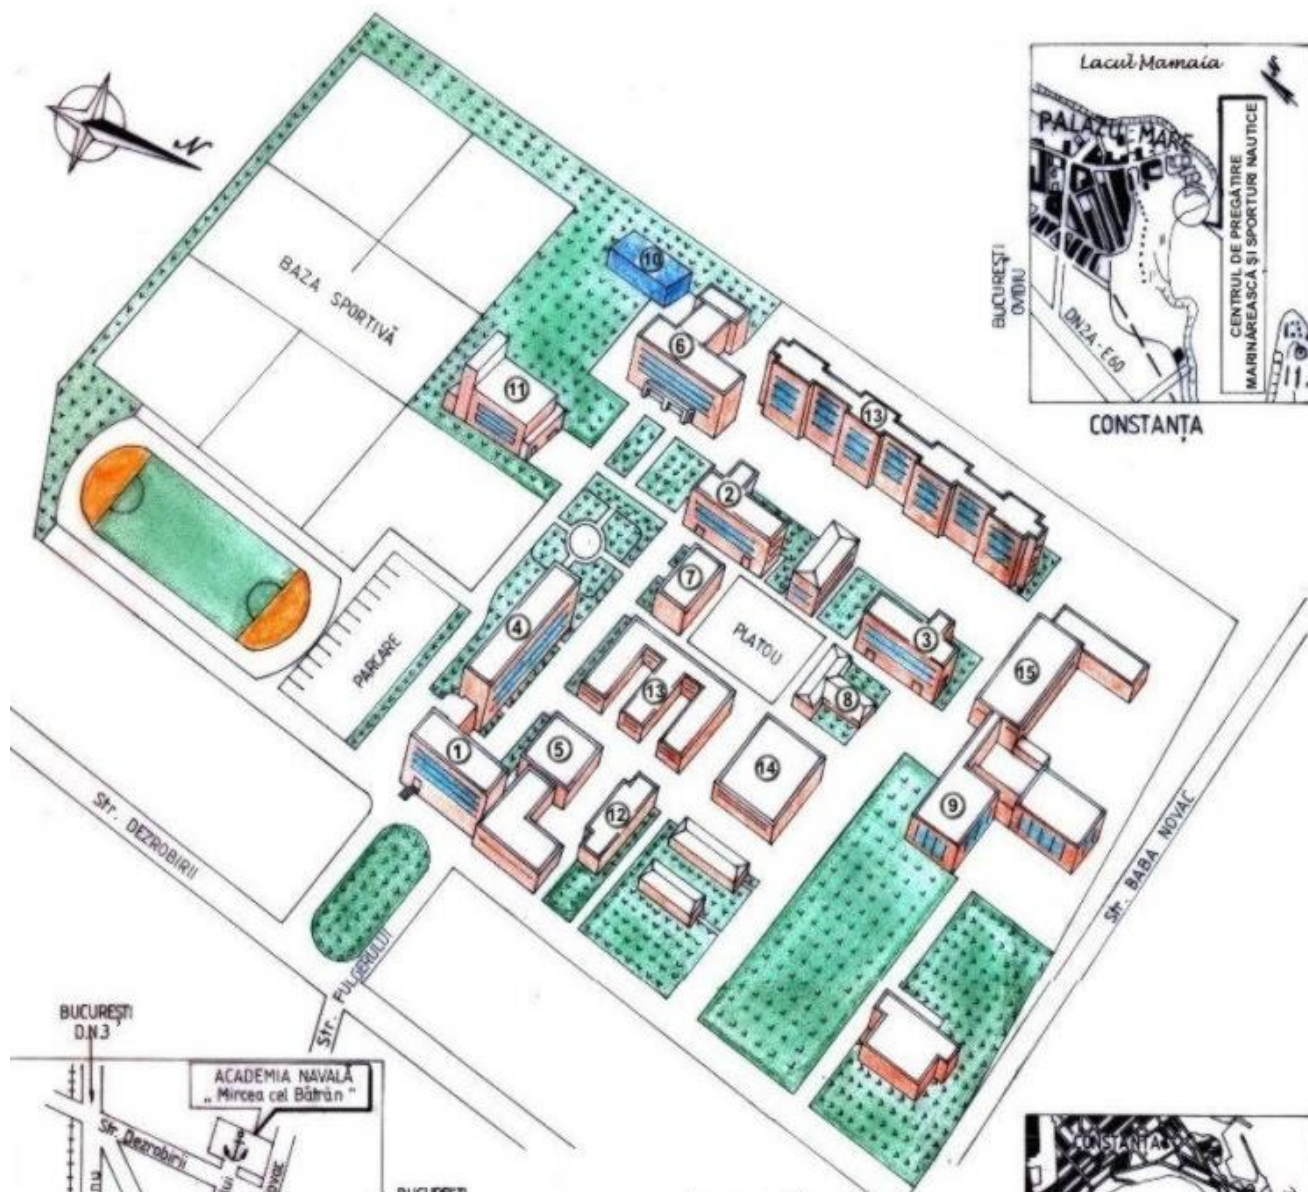 N
BAZA SPORTIVĂ
10
6
11
13
2
7
PLATOU
3
4
13
8
15
PARCARE
1
5
14
12
9
Str. DEZROBIRII
Str. FULGERULUI
Str. BABA NOVAC
Lacul Mamaia
PALAZU-MARE
CENTRUL DE PREGĂTIRE
MARINĂREASCĂ ȘI SPORTURI NAUTICE
BUCUREȘTI
OVIDIU
DN2A-E60
CONSTANȚA
BUCUREȘTI
D.N.3
ACADEMIA NAVALĂ
„Mircea cel Bătrân"
Str. Dezrobirii
CONSTANȚA
BUCUREȘTI